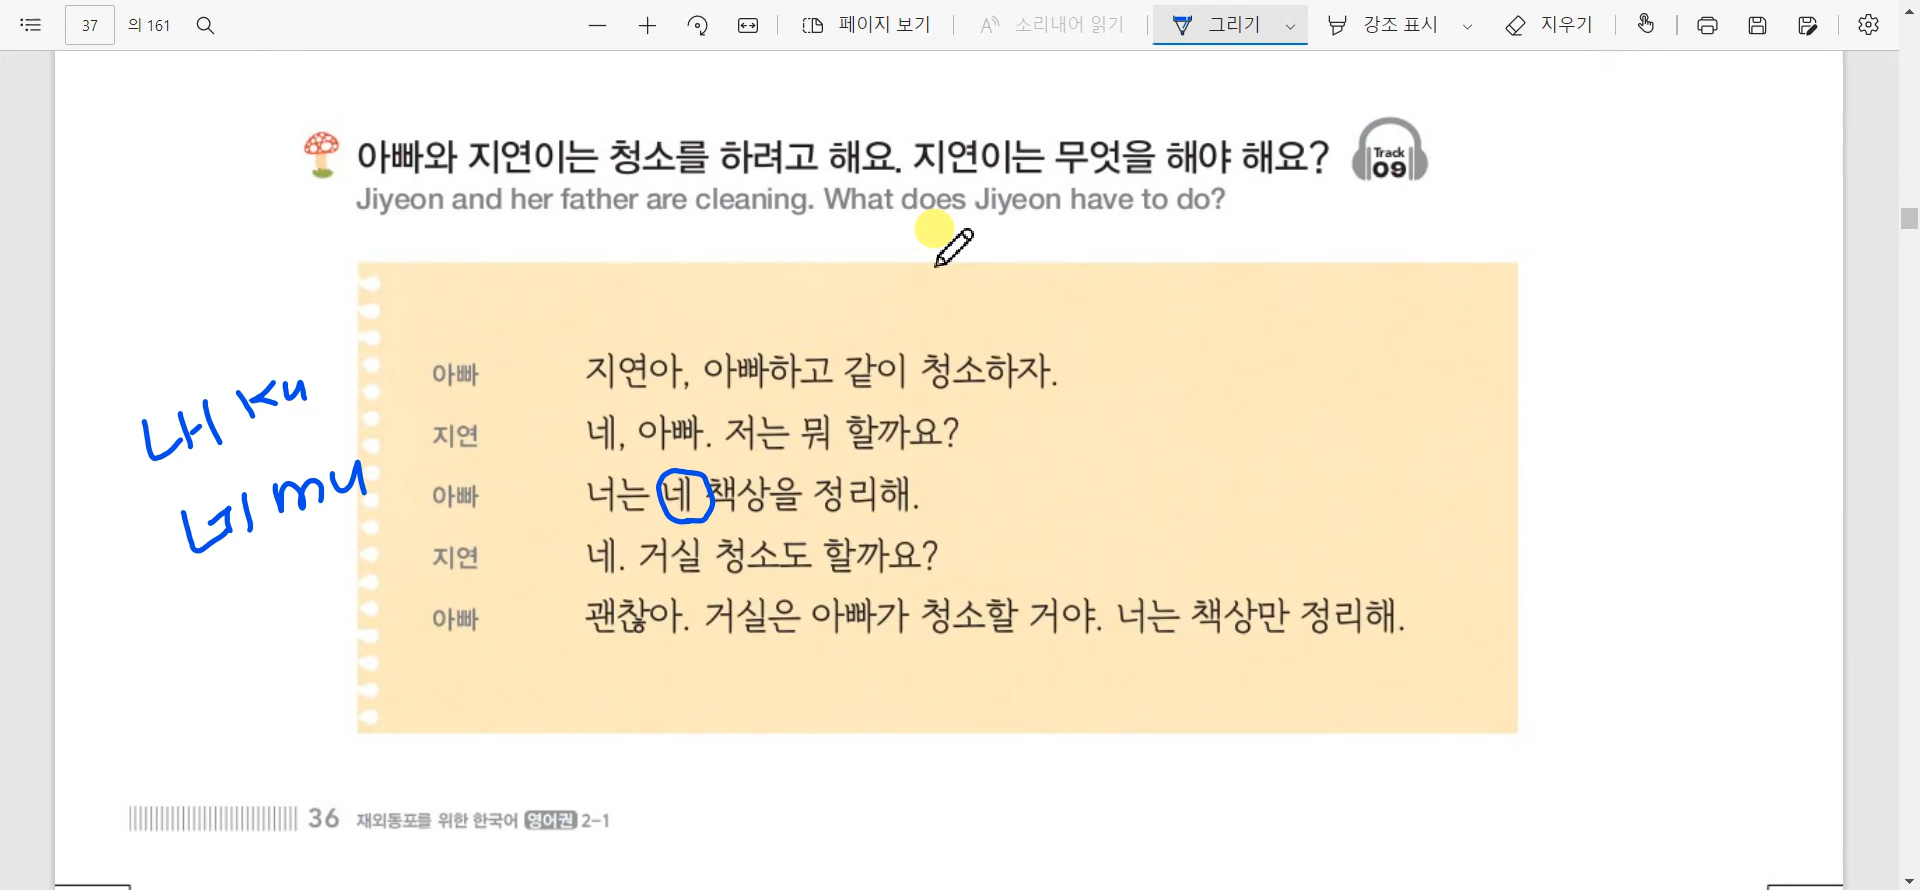 37 의 161 페이지 보기 소리내어 읽기 그리기 강조 표시 지우기
아빠와 지연이는 청소를 하려고 해요. 지연이는 무엇을 해야 해요? Track 09
Jiyeon and her father are cleaning. What does Jiyeon have to do?
아빠 지연아, 아빠하고 같이 청소하자.
내 ku
지연 네, 아빠. 저는 뭐 할까요?
아빠 너는 네 책상을 정리해.
네 mu
지연 네. 거실 청소도 할까요?
아빠 괜찮아. 거실은 아빠가 청소할 거야. 너는 책상만 정리해.
36 재외동포를 위한 한국어 영어권 2-1